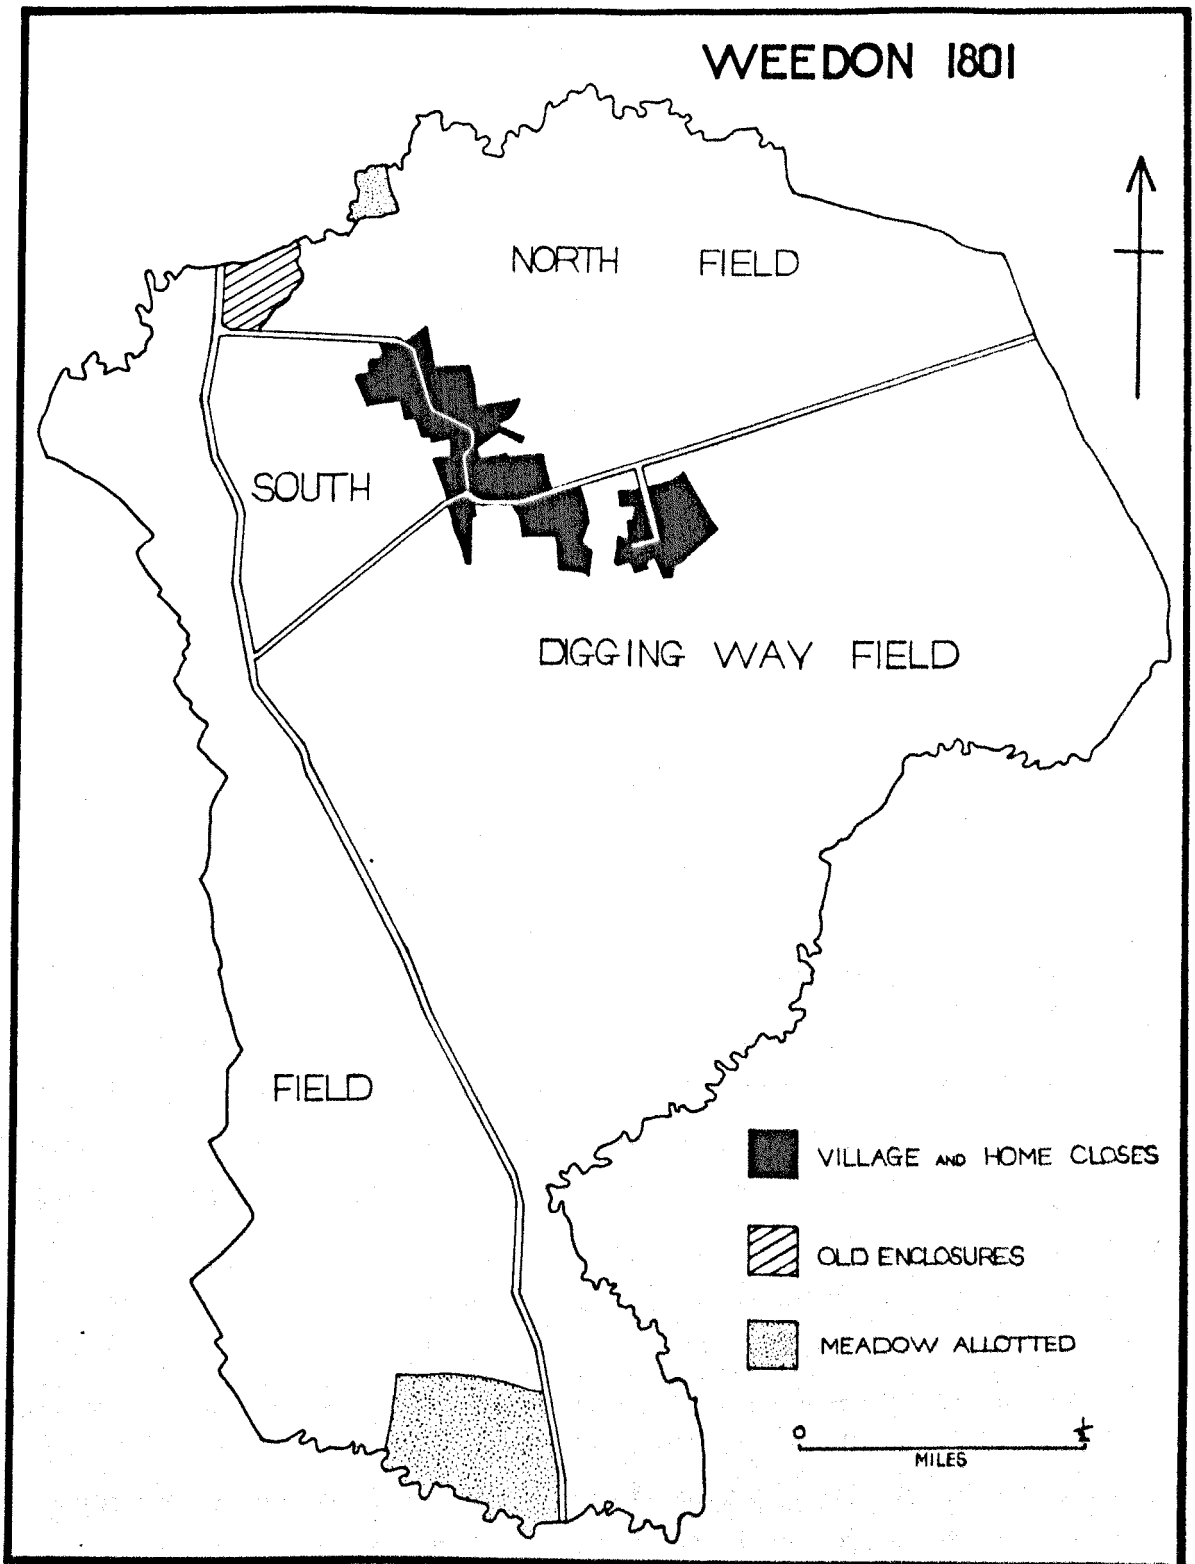 WEEDON 1801
NORTH FIELD
SOUTH
DIGGING WAY FIELD
FIELD
VILLAGE AND HOME CLOSES
OLD ENCLOSURES
MEADOW ALLOTTED
0 ½
MILES